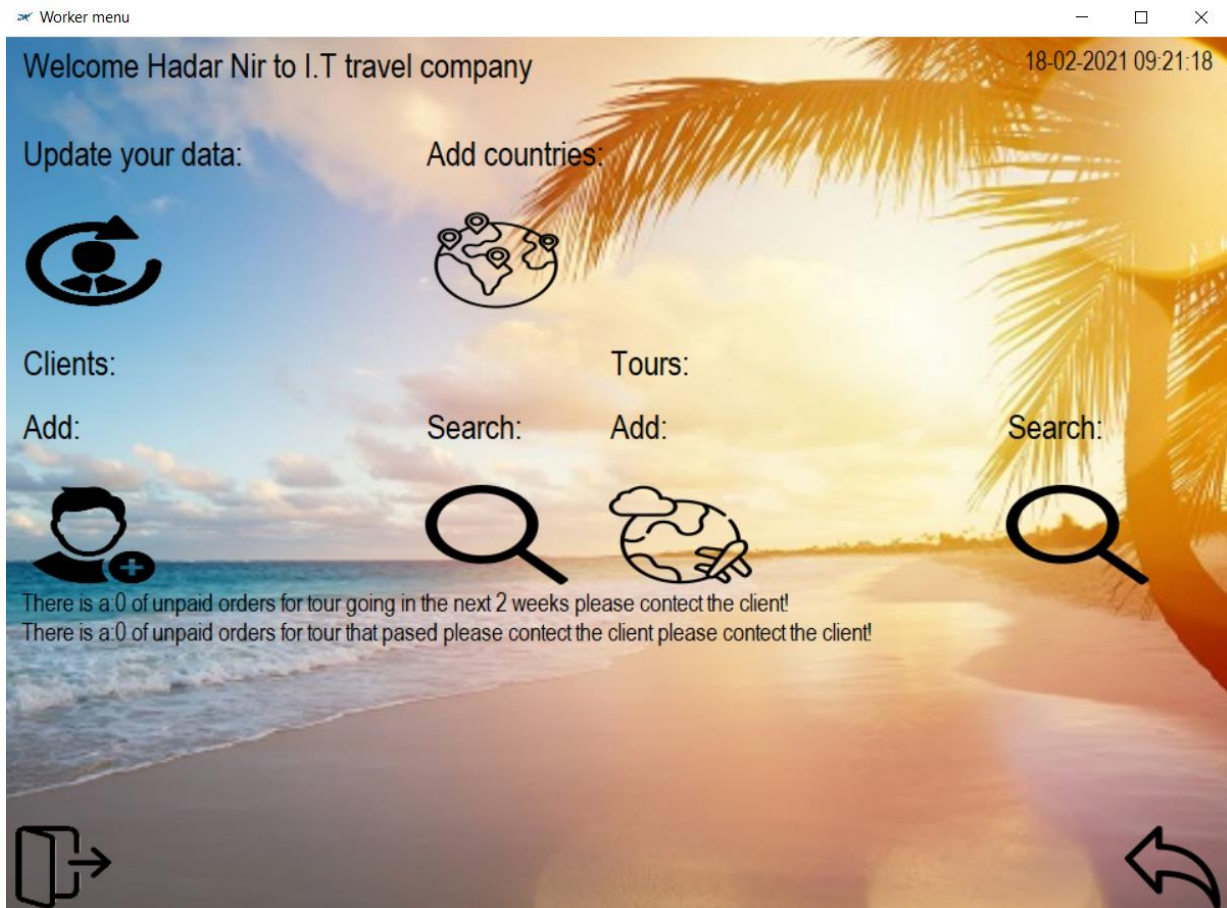 Worker menu
Welcome Hadar Nir to I.T travel company
18-02-2021 09:21:18
Update your data:
Add countries:
Clients:
Tours:
Add:
Search:
Add:
Search:
There is a:0 of unpaid orders for tour going in the next 2 weeks please contect the client!
There is a:0 of unpaid orders for tour that pased please contect the client please contect the client!